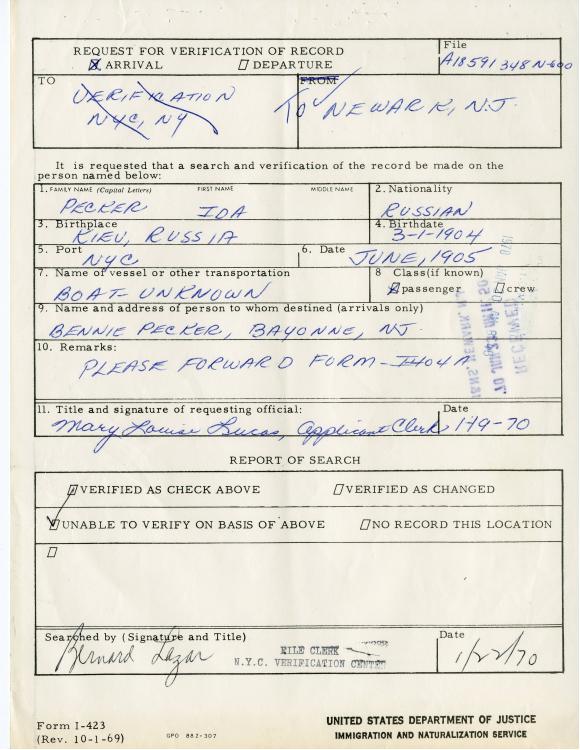 REQUEST FOR VERIFICATION OF RECORD
☒ ARRIVAL ☐ DEPARTURE
File
A18 591 348 N-600
TO
VERIFICATION
NYC, NY
FROM
TO NEWARK, N.J.
It is requested that a search and verification of the record be made on the
person named below:
1. FAMILY NAME (Capital Letters) FIRST NAME MIDDLE NAME
PECKER IDA
2. Nationality
RUSSIAN
3. Birthplace
KIEV, RUSSIA
4. Birthdate
3-1-1904
5. Port
NYC
6. Date
JUNE, 1905
7. Name of vessel or other transportation
BOAT-UNKNOWN
8 Class(if known)
☒ passenger ☐ crew
9. Name and address of person to whom destined (arrivals only)
BENNIE PECKER, BAYONNE, NJ.
10. Remarks:
PLEASE FORWARD FORM-I404A
RECEIVED
11. Title and signature of requesting official:
Mary Louise Lucas, Applicant Clerk
Date
1-19-70
REPORT OF SEARCH
☐ VERIFIED AS CHECK ABOVE ☐ VERIFIED AS CHANGED
☑ UNABLE TO VERIFY ON BASIS OF ABOVE ☐ NO RECORD THIS LOCATION
☐
Searched by (Signature and Title)
Bernard Lazar
FILE CLERK
N.Y.C. VERIFICATION CENTER
Date
1/22/70
Form I-423
(Rev. 10-1-69)
GPO 882-307
UNITED STATES DEPARTMENT OF JUSTICE
IMMIGRATION AND NATURALIZATION SERVICE